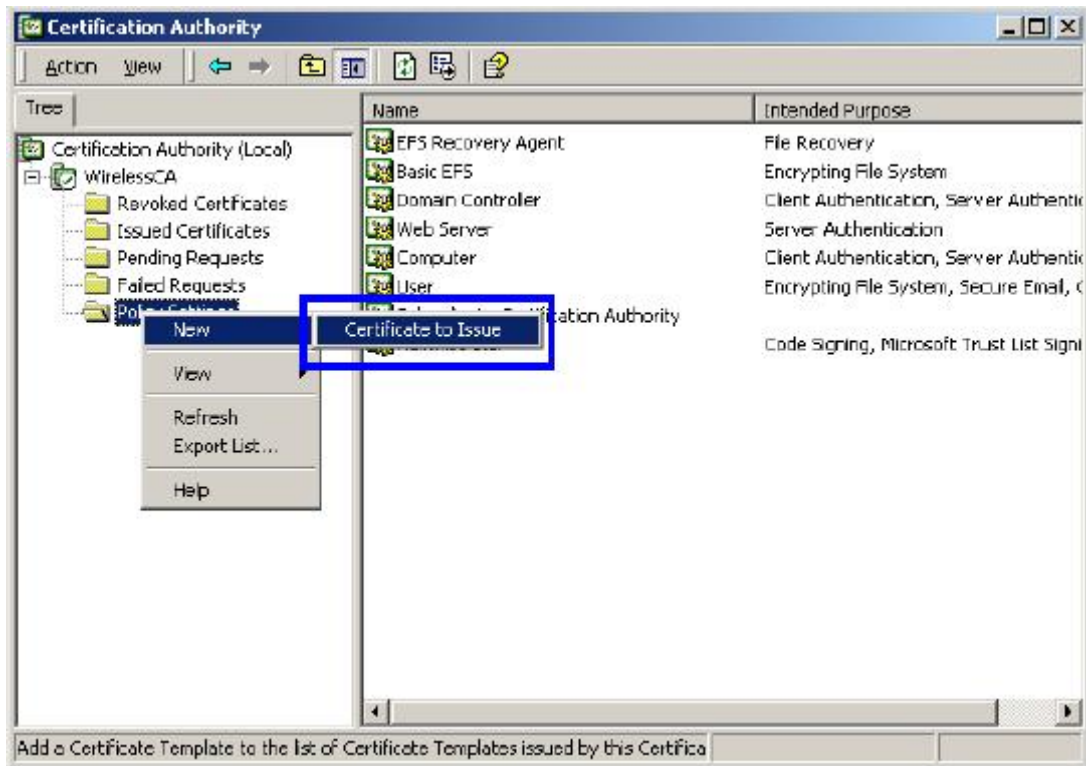 Certification Authority
Action View
Tree
Name Intended Purpose
Certification Authority (Local)
WirelessCA
Revoked Certificates
Issued Certificates
Pending Requests
Failed Requests
EFS Recovery Agent File Recovery
Basic EFS Encrypting File System
Domain Controller Client Authentication, Server Authentic
Web Server Server Authentication
Computer Client Authentication, Server Authentic
User Encrypting File System, Secure Email, C
Certification Authority
Code Signing, Microsoft Trust List Signi
New
Certificate to Issue
View
Refresh
Export List...
Help
Add a Certificate Template to the list of Certificate Templates issued by this Certifica